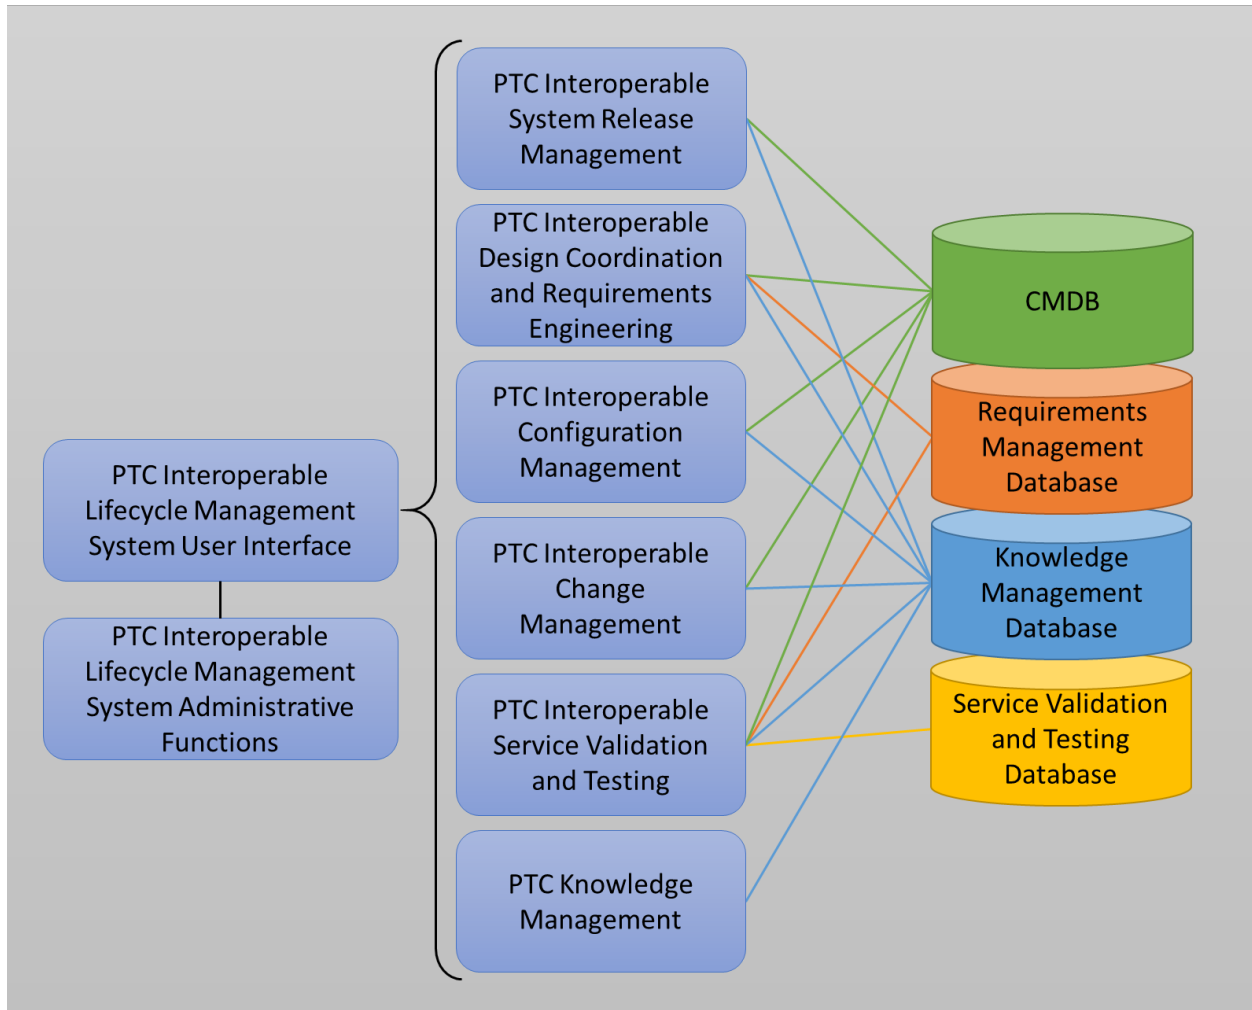 PTC Interoperable
System Release
Management
PTC Interoperable
Design Coordination
and Requirements
Engineering
PTC Interoperable
Configuration
Management
PTC Interoperable
Change
Management
PTC Interoperable
Service Validation
and Testing
PTC Knowledge
Management
PTC Interoperable
Lifecycle Management
System User Interface
PTC Interoperable
Lifecycle Management
System Administrative
Functions
CMDB
Requirements
Management
Database
Knowledge
Management
Database
Service Validation
and Testing
Database